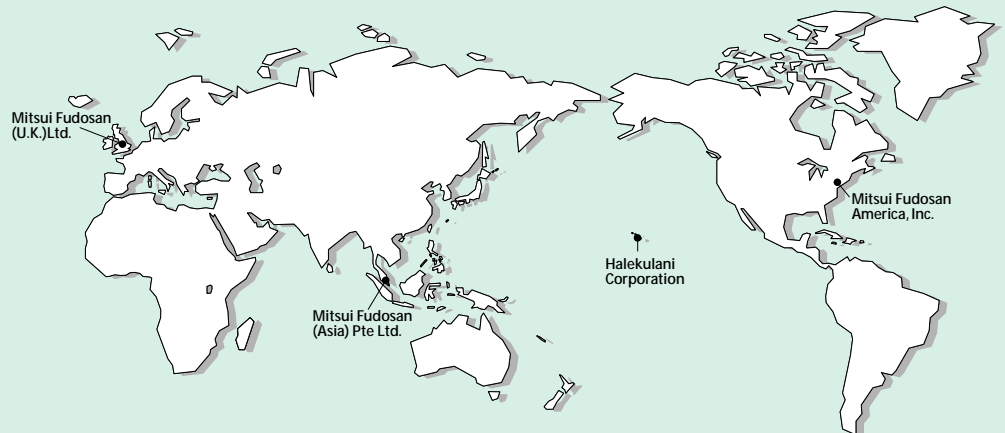 Mitsui Fudosan
(U.K.)Ltd.
Mitsui Fudosan
America, Inc.
Halekulani
Corporation
Mitsui Fudosan
(Asia) Pte Ltd.